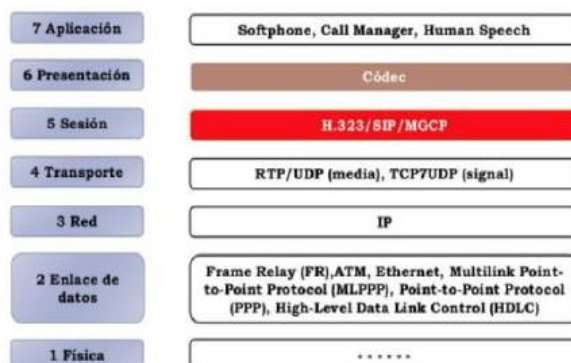 7 Aplicación
Softphone, Call Manager, Human Speech
6 Presentación
Códec
5 Sesión
H.323/SIP/MGCP
4 Transporte
RTP/UDP (media), TCP7UDP (signal)
3 Red
IP
2 Enlace de
datos
Frame Relay (FR),ATM, Ethernet, Multilink Point-
to-Point Protocol (MLPPP), Point-to-Point Protocol
(PPP), High-Level Data Link Control (HDLC)
1 Física
......